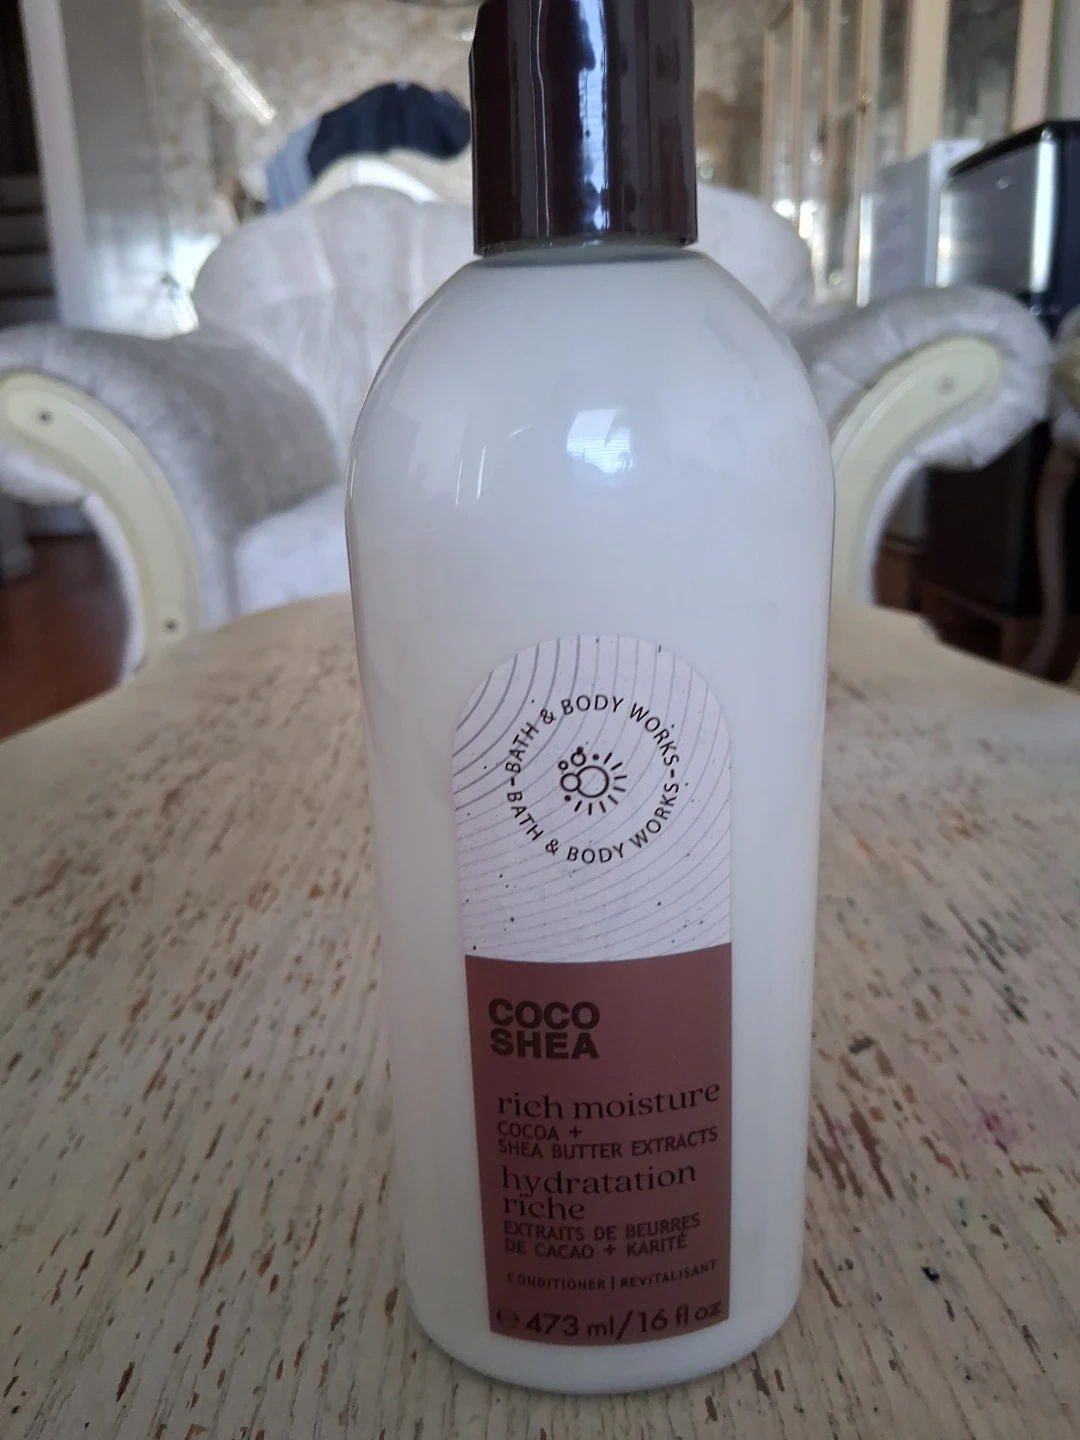 BATH & BODY WORKS
BATH & BODY WORKS
COCO
SHEA
rich moisture
COCOA +
SHEA BUTTER EXTRACTS
hydratation
riche
EXTRAITS DE BEURRES
DE CACAO + KARITÉ
CONDITIONER | REVITALISANT
℮ 473 ml/16 fl oz